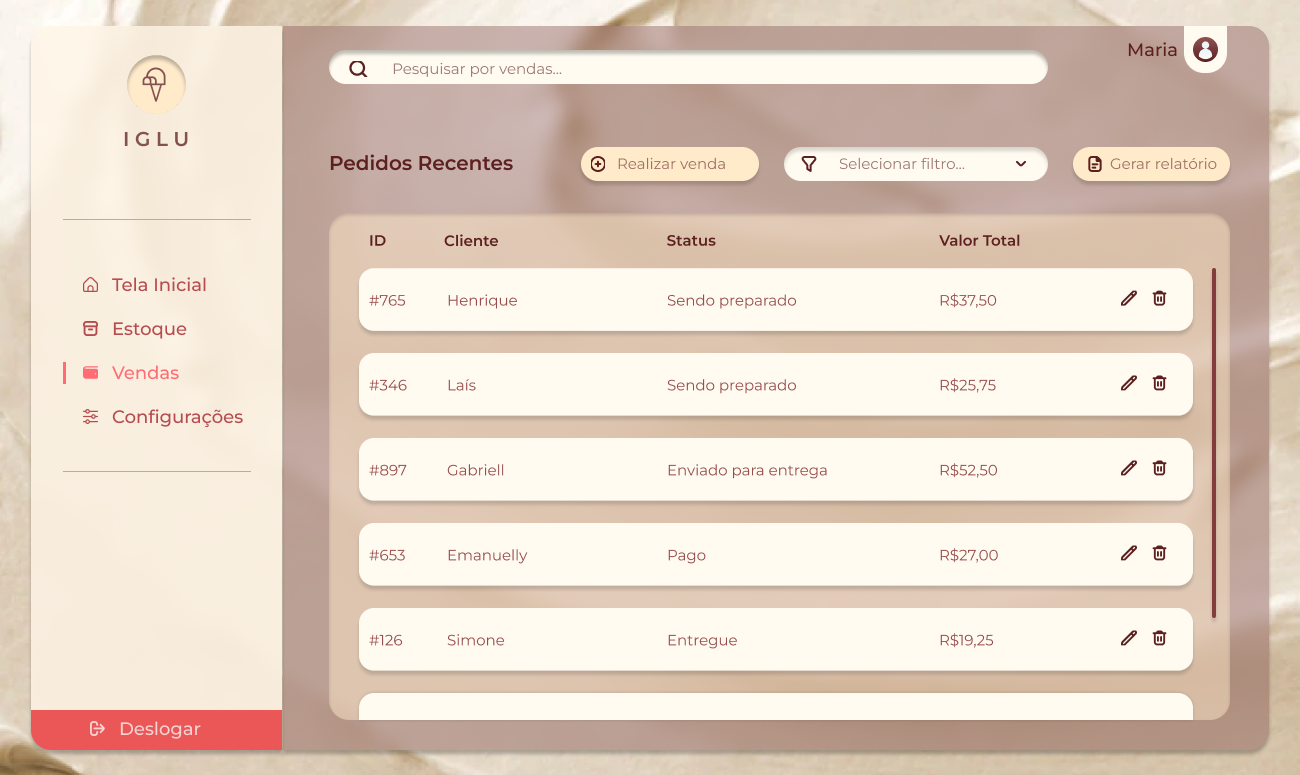 IGLU
Tela Inicial
Estoque
Vendas
Configurações
Deslogar
Pesquisar por vendas...
Maria
Pedidos Recentes
Realizar venda
Selecionar filtro...
Gerar relatório
ID Cliente Status Valor Total
#765 Henrique Sendo preparado R$37,50
#346 Laís Sendo preparado R$25,75
#897 Gabriell Enviado para entrega R$52,50
#653 Emanuelly Pago R$27,00
#126 Simone Entregue R$19,25